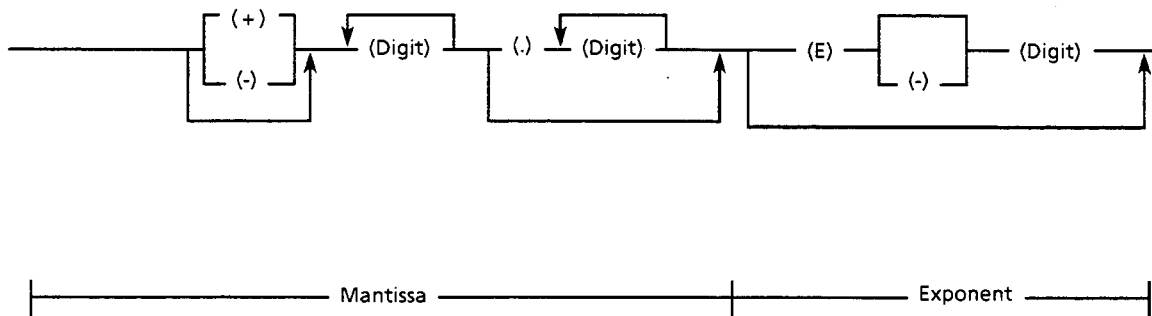 (+)
(-)
(Digit)
(.)
(Digit)
(E)
(-)
(Digit)
Mantissa
Exponent